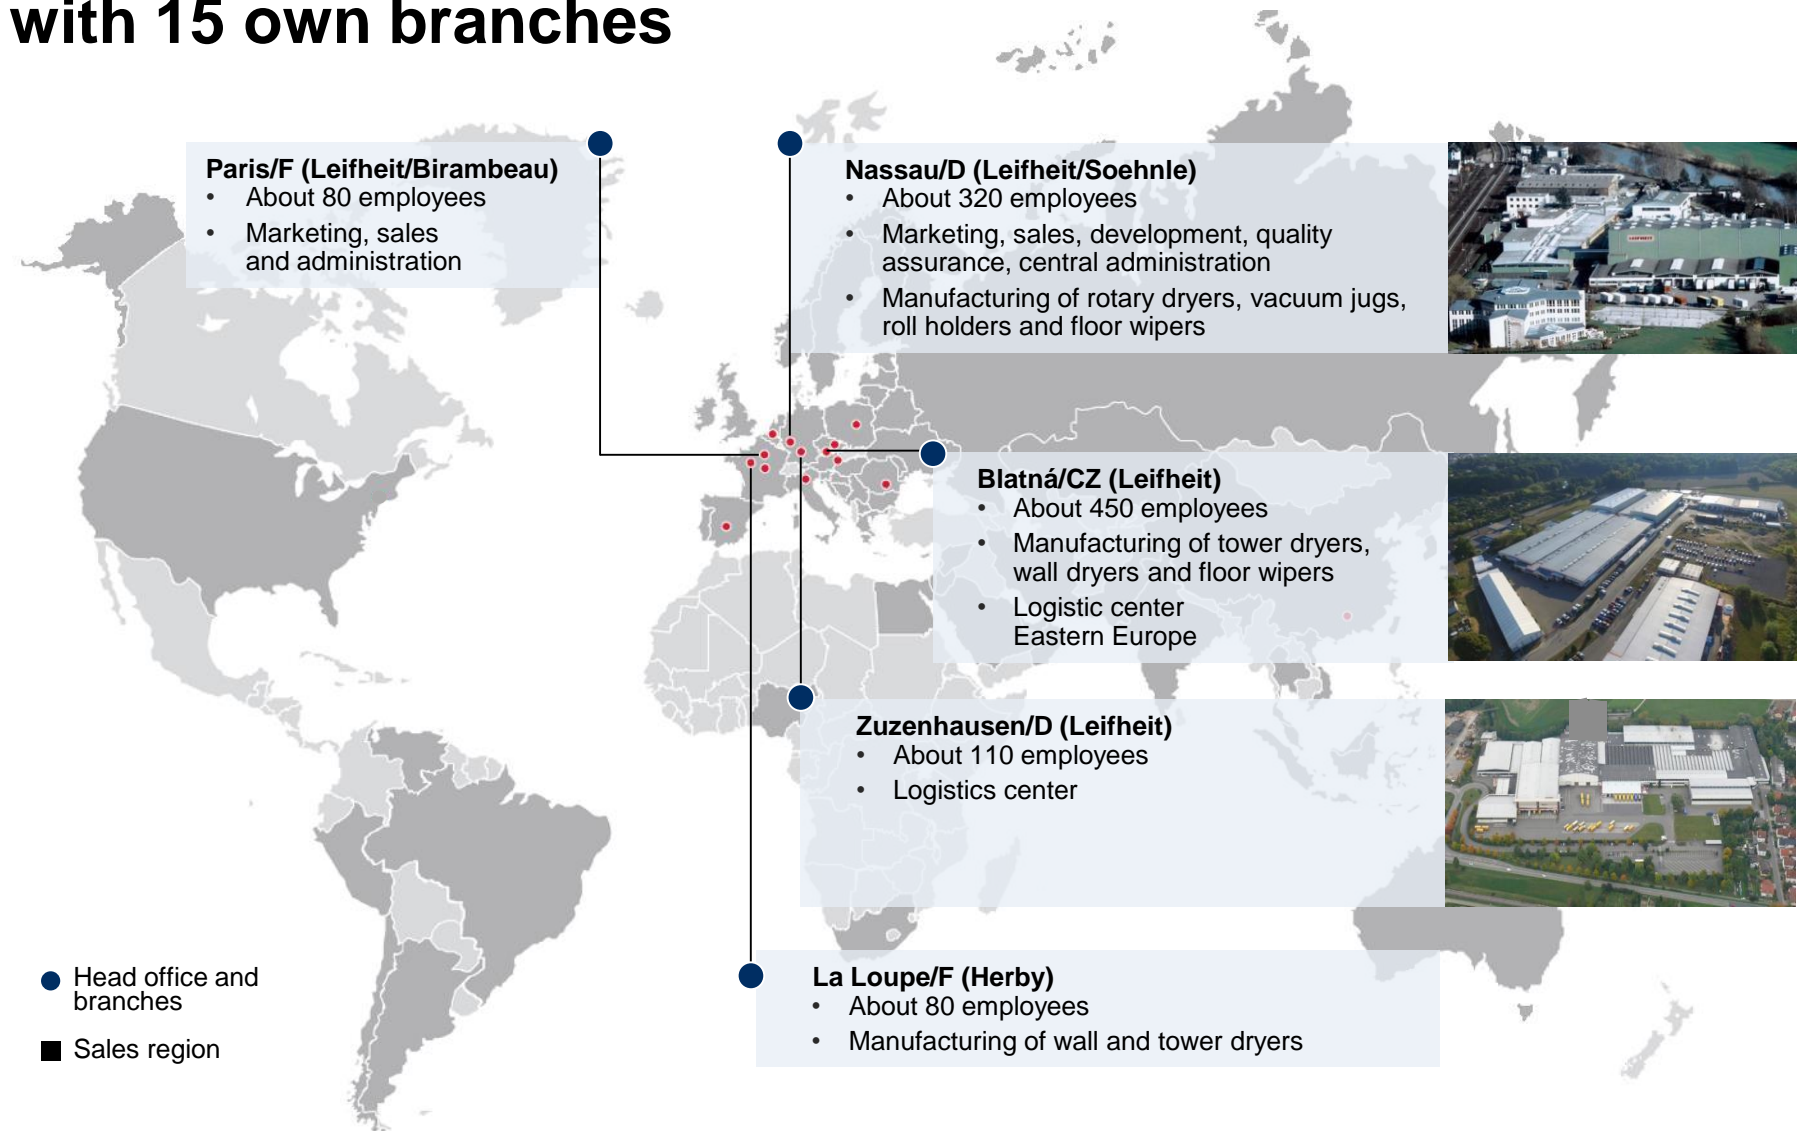 with 15 own branches
Paris/F (Leifheit/Birambeau)
• About 80 employees
• Marketing, sales
and administration
Nassau/D (Leifheit/Soehnle)
• About 320 employees
• Marketing, sales, development, quality
assurance, central administration
• Manufacturing of rotary dryers, vacuum jugs,
roll holders and floor wipers
LEIFHEIT
Blatná/CZ (Leifheit)
• About 450 employees
• Manufacturing of tower dryers,
wall dryers and floor wipers
• Logistic center
Eastern Europe
Zuzenhausen/D (Leifheit)
• About 110 employees
• Logistics center
La Loupe/F (Herby)
• About 80 employees
• Manufacturing of wall and tower dryers
Head office and
branches
Sales region